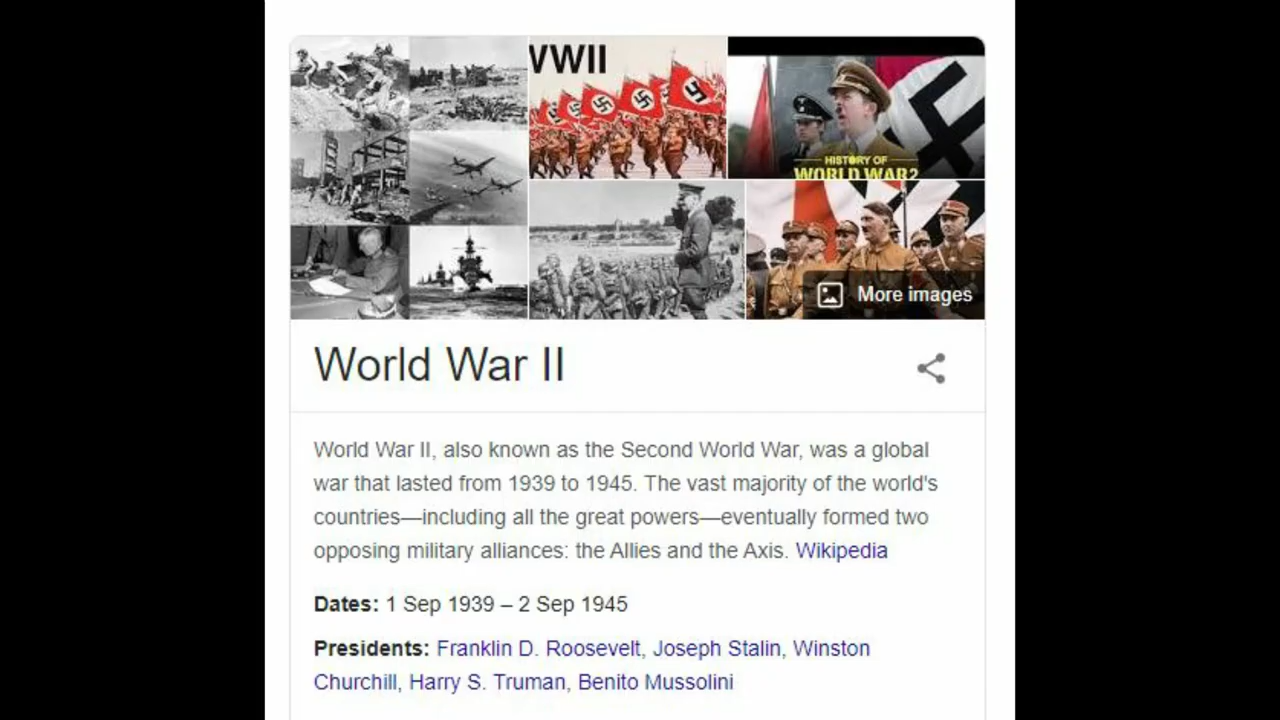 WWII
HISTORY OF
WORLD WAR2
More images
World War II
World War II, also known as the Second World War, was a global
war that lasted from 1939 to 1945. The vast majority of the world's
countries—including all the great powers—eventually formed two
opposing military alliances: the Allies and the Axis. Wikipedia
Dates: 1 Sep 1939 – 2 Sep 1945
Presidents: Franklin D. Roosevelt, Joseph Stalin, Winston
Churchill, Harry S. Truman, Benito Mussolini